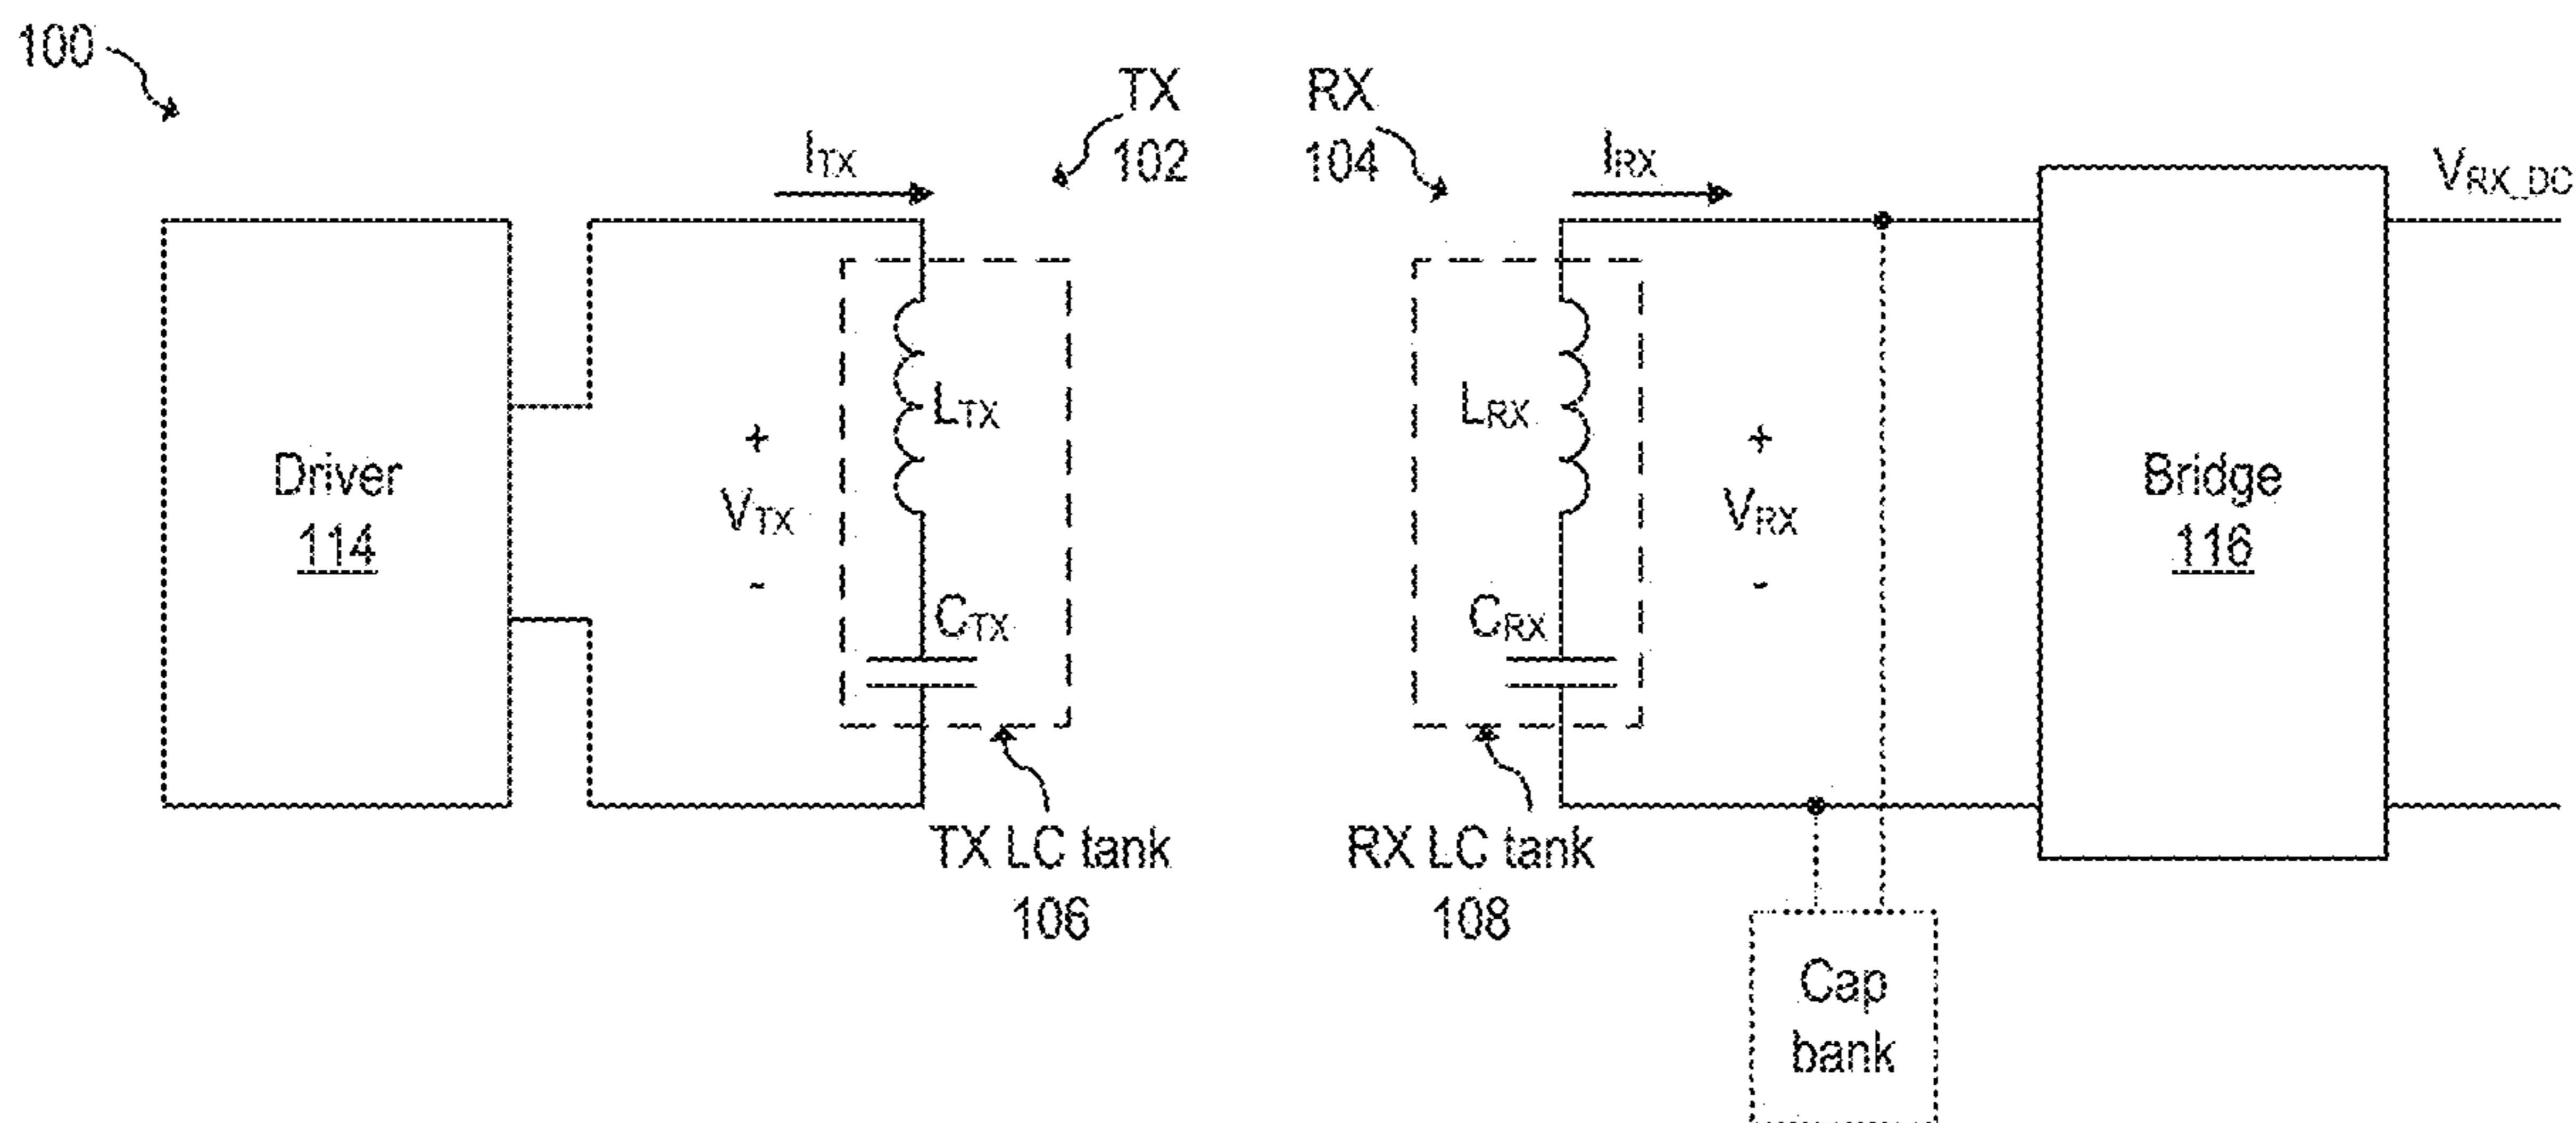 100
TX
102
RX
104
ITX
IRX
VRX_DC
Driver
114
+
VTX
-
LTX
CTX
LRX
CRX
+
VRX
-
Bridge
116
TX LC tank
106
RX LC tank
108
Cap
bank